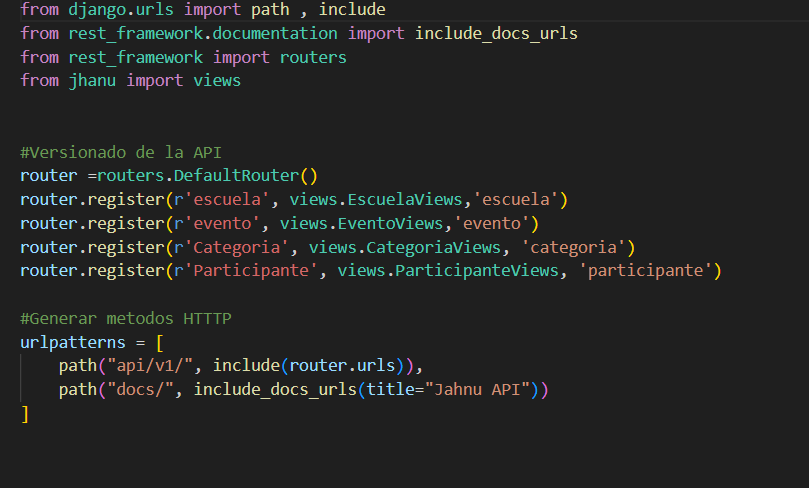 from django.urls import path , include
from rest_framework.documentation import include_docs_urls
from rest_framework import routers
from jhanu import views
#Versionado de la API
router =routers.DefaultRouter()
router.register(r'escuela', views.EscuelaViews,'escuela')
router.register(r'evento', views.EventoViews,'evento')
router.register(r'Categoria', views.CategoriaViews, 'categoria')
router.register(r'Participante', views.ParticipanteViews, 'participante')
#Generar metodos HTTTP
urlpatterns = [
    path("api/v1/", include(router.urls)),
    path("docs/", include_docs_urls(title="Jahnu API"))
]